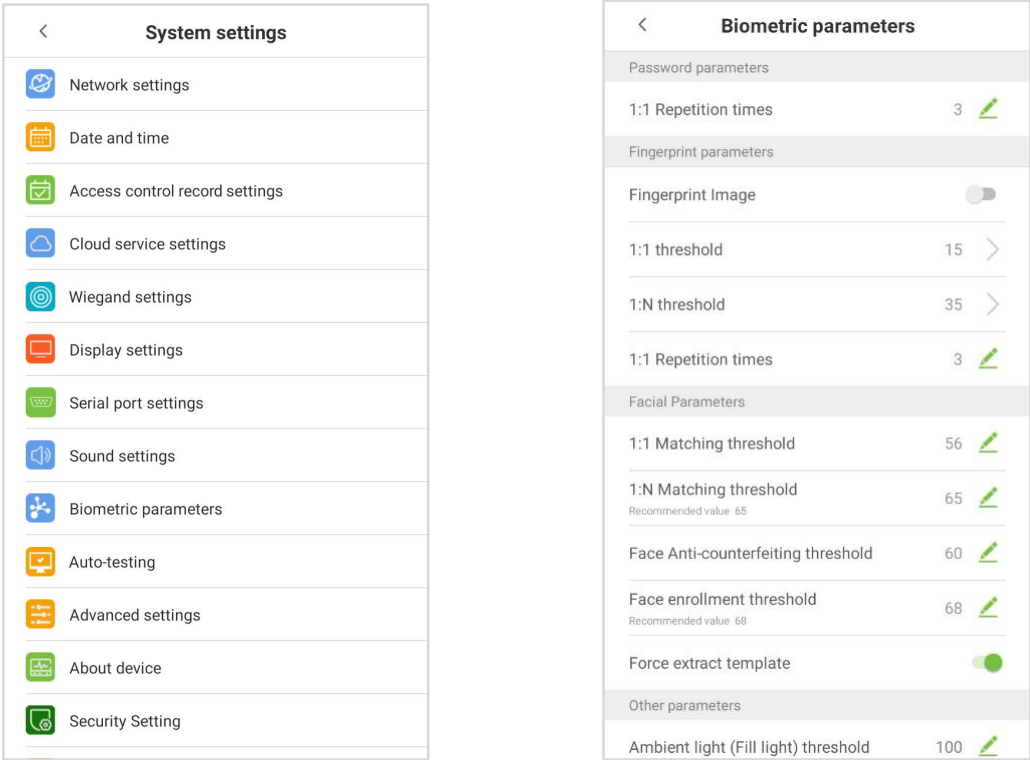 System settings
Network settings
Date and time
Access control record settings
Cloud service settings
Wiegand settings
Display settings
Serial port settings
Sound settings
Biometric parameters
Auto-testing
Advanced settings
About device
Security Setting
Biometric parameters
Password parameters
1:1 Repetition times 3
Fingerprint parameters
Fingerprint Image
1:1 threshold 15
1:N threshold 35
1:1 Repetition times 3
Facial Parameters
1:1 Matching threshold 56
1:N Matching threshold 65
Recommended value 65
Face Anti-counterfeiting threshold 60
Face enrollment threshold 68
Recommended value 68
Force extract template
Other parameters
Ambient light (Fill light) threshold 100